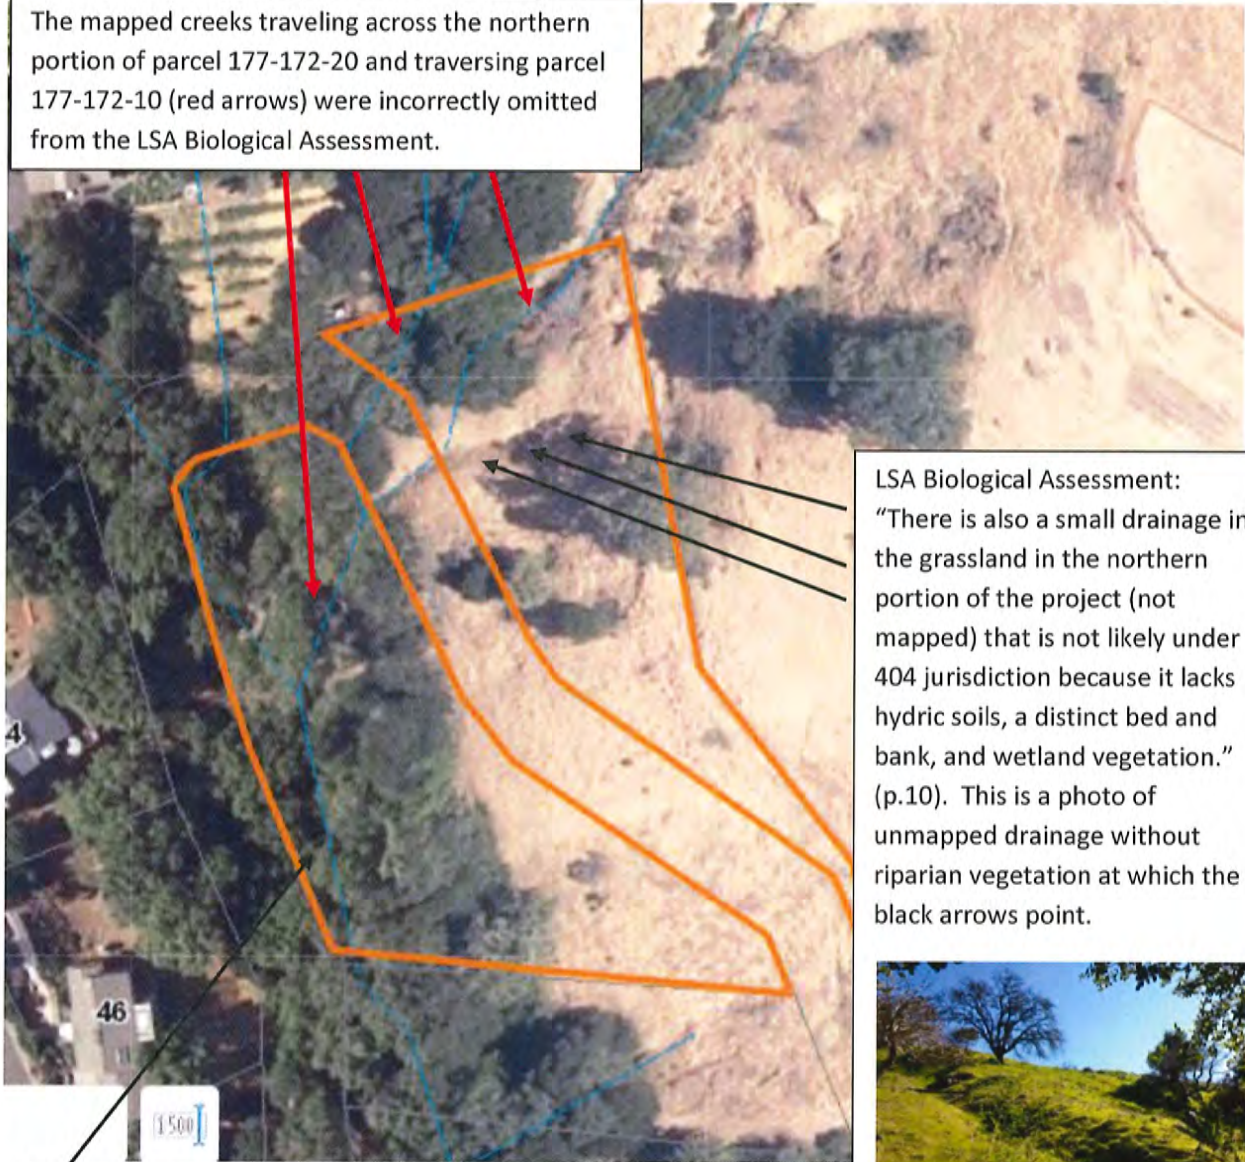 The mapped creeks traveling across the northern
portion of parcel 177-172-20 and traversing parcel
177-172-10 (red arrows) were incorrectly omitted
from the LSA Biological Assessment.
LSA Biological Assessment:
“There is also a small drainage in
the grassland in the northern
portion of the project (not
mapped) that is not likely under
404 jurisdiction because it lacks
hydric soils, a distinct bed and
bank, and wetland vegetation.”
(p.10).  This is a photo of
unmapped drainage without
riparian vegetation at which the
black arrows point.
4
46
1500